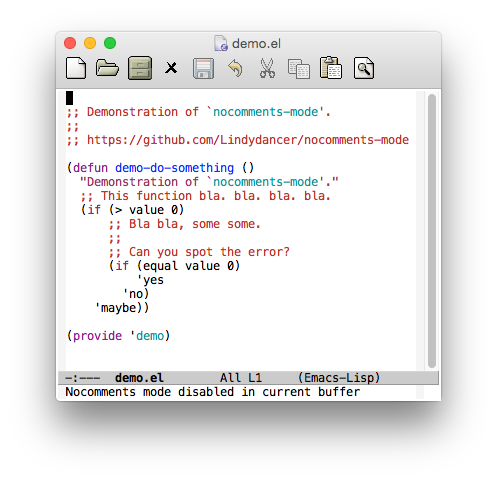 demo.el
;; Demonstration of `nocomments-mode'.
;;
;; https://github.com/Lindydancer/nocomments-mode
(defun demo-do-something ()
  "Demonstration of `nocomments-mode'."
  ;; This function bla. bla. bla. bla.
  (if (> value 0)
      ;; Bla bla, some some.
      ;;
      ;; Can you spot the error?
      (if (equal value 0)
          'yes
        'no)
    'maybe))
(provide 'demo)
-:---  demo.el        All L1     (Emacs-Lisp)
Nocomments mode disabled in current buffer